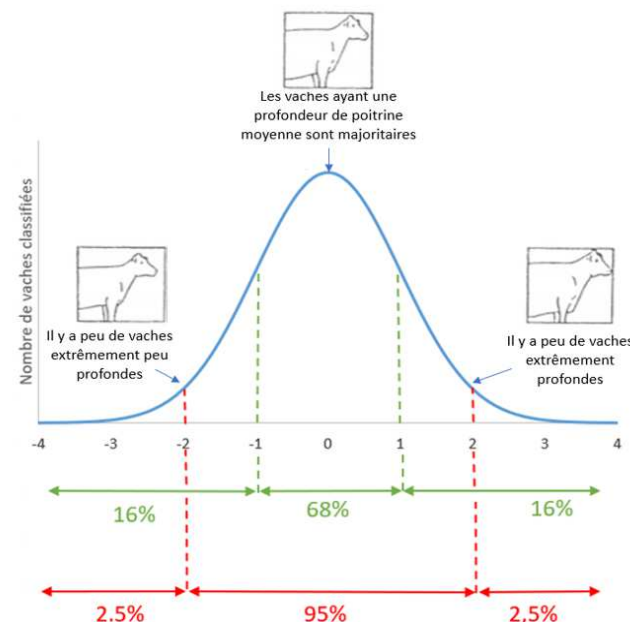 Les vaches ayant une
profondeur de poitrine
moyenne sont majoritaires
Nombre de vaches classifiées
Il y a peu de vaches
extrêmement peu
profondes
Il y a peu de vaches
extrêmement
profondes
-4 -3 -2 -1 0 1 2 3 4
16% 68% 16%
2.5% 95% 2,5%